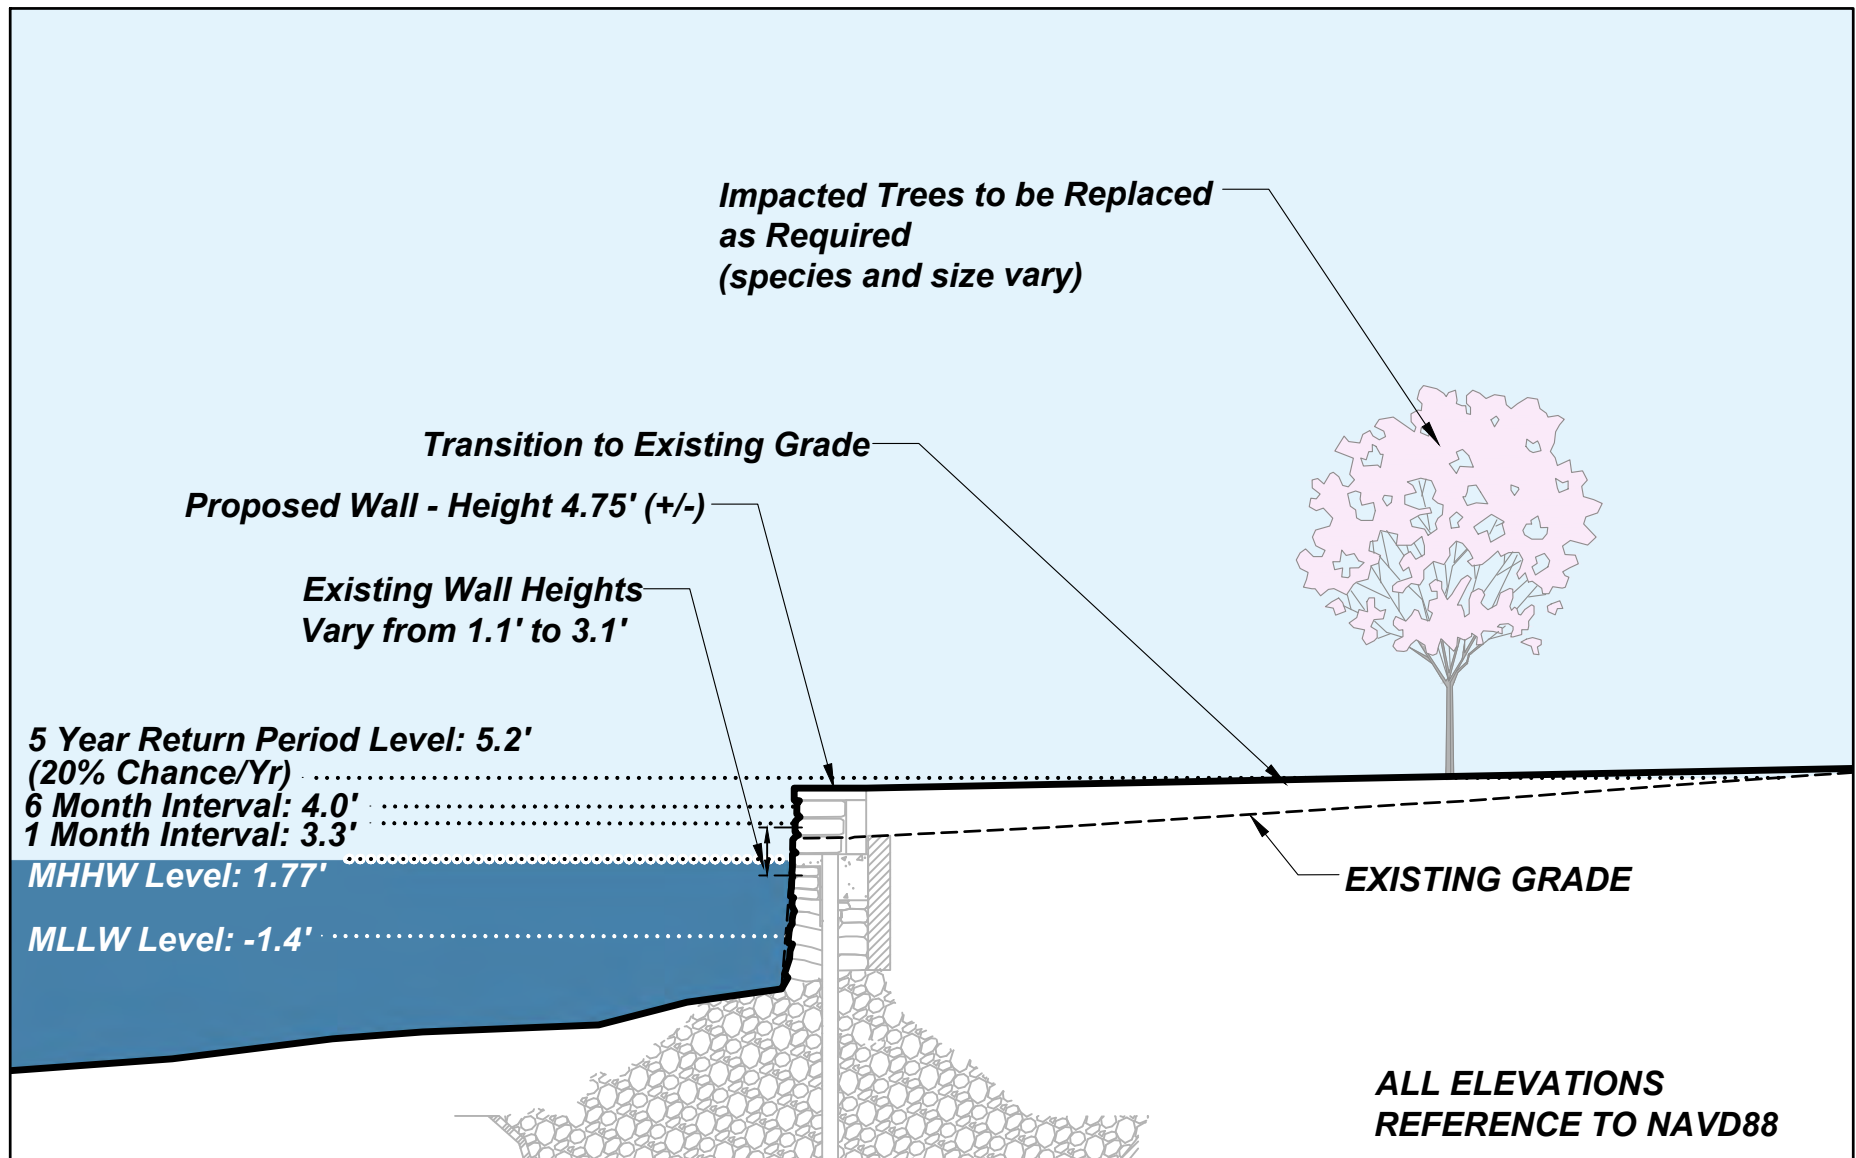 Impacted Trees to be Replaced
as Required
(species and size vary)
Transition to Existing Grade
Proposed Wall - Height 4.75' (+/-)
Existing Wall Heights
Vary from 1.1' to 3.1'
5 Year Return Period Level: 5.2'
(20% Chance/Yr)
6 Month Interval: 4.0'
1 Month Interval: 3.3'
MHHW Level: 1.77'
EXISTING GRADE
MLLW Level: -1.4'
ALL ELEVATIONS
REFERENCE TO NAVD88